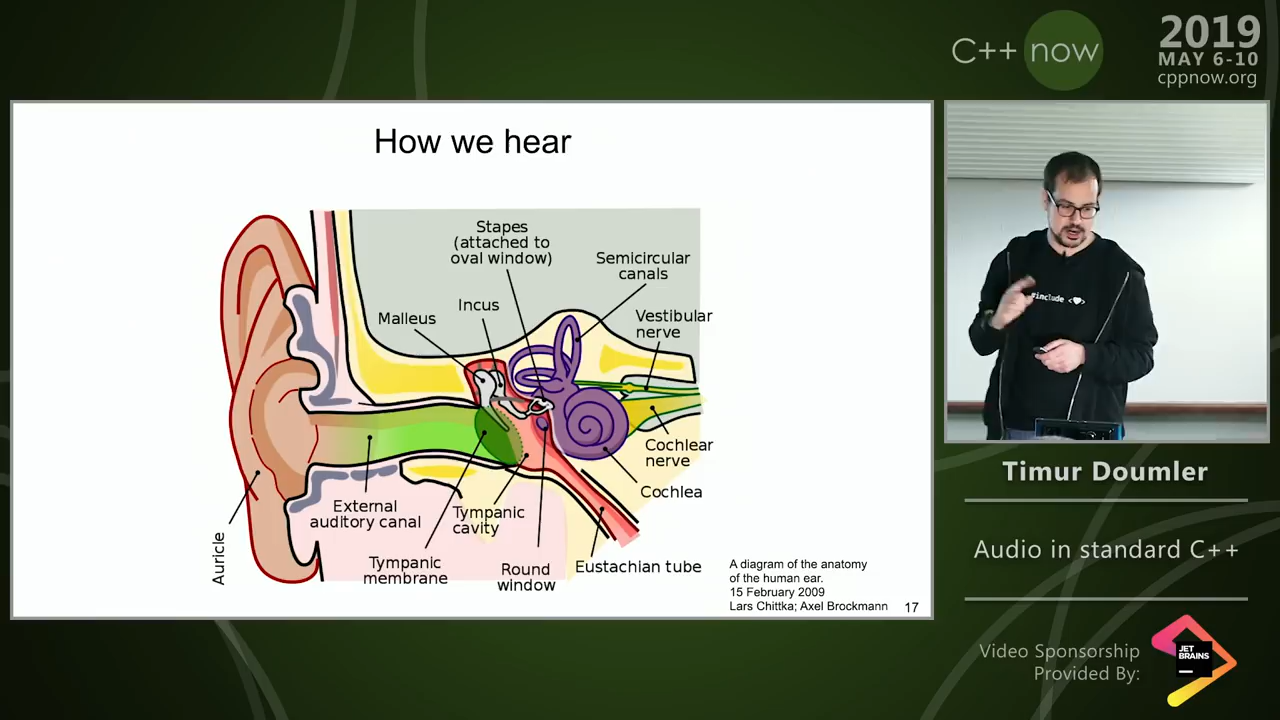 C++ now
2019
MAY 6-10
cppnow.org
How we hear
Stapes
(attached to
oval window)
Semicircular
canals
Incus
Malleus
Vestibular
nerve
Cochlear
nerve
Cochlea
External
auditory canal
Tympanic
cavity
Auricle
Tympanic
membrane
Round
window
Eustachian tube
A diagram of the anatomy
of the human ear.
15 February 2009
Lars Chittka; Axel Brockmann
17
#include <
Timur Doumler
Audio in standard C++
Video Sponsorship
Provided By:
JET
BRAINS